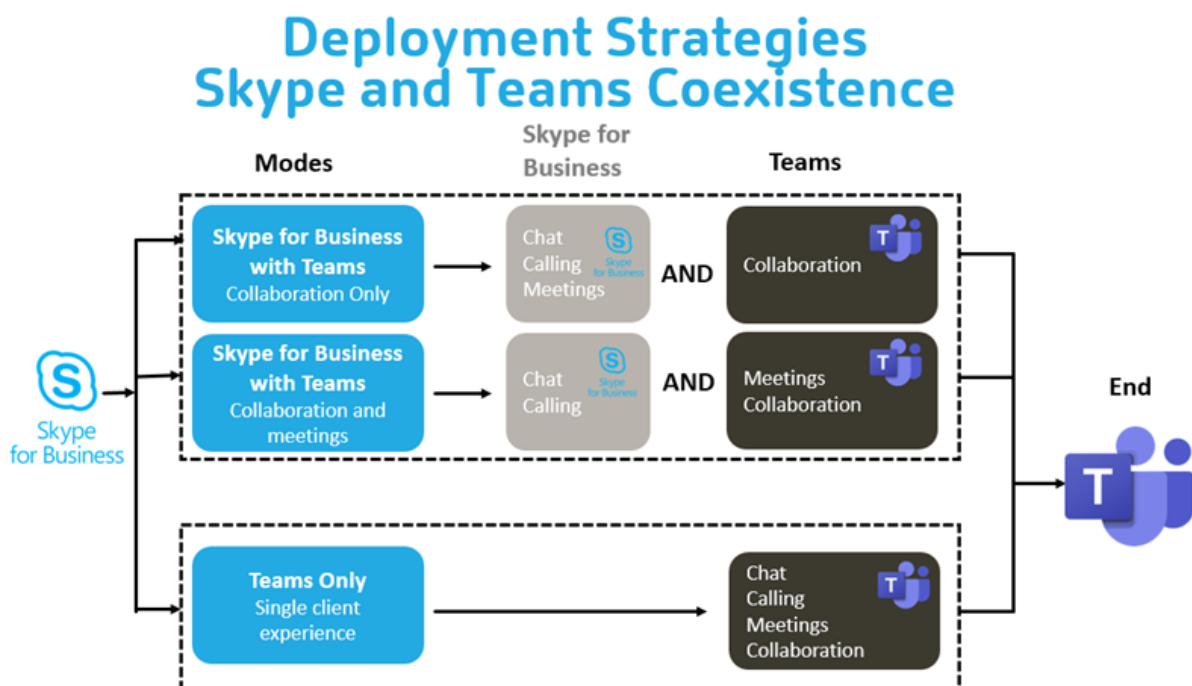 Deployment Strategies
Skype and Teams Coexistence
Modes
Skype for
Business
Teams
Skype for Business
with Teams
Collaboration Only
Chat
Calling
Meetings
S
Skype
for Business
AND
T
Collaboration
Skype for Business
with Teams
Collaboration and
meetings
Chat
Calling
S
Skype
for Business
AND
T
Meetings
Collaboration
S
Skype
for Business
End
T
Teams Only
Single client
experience
T
Chat
Calling
Meetings
Collaboration